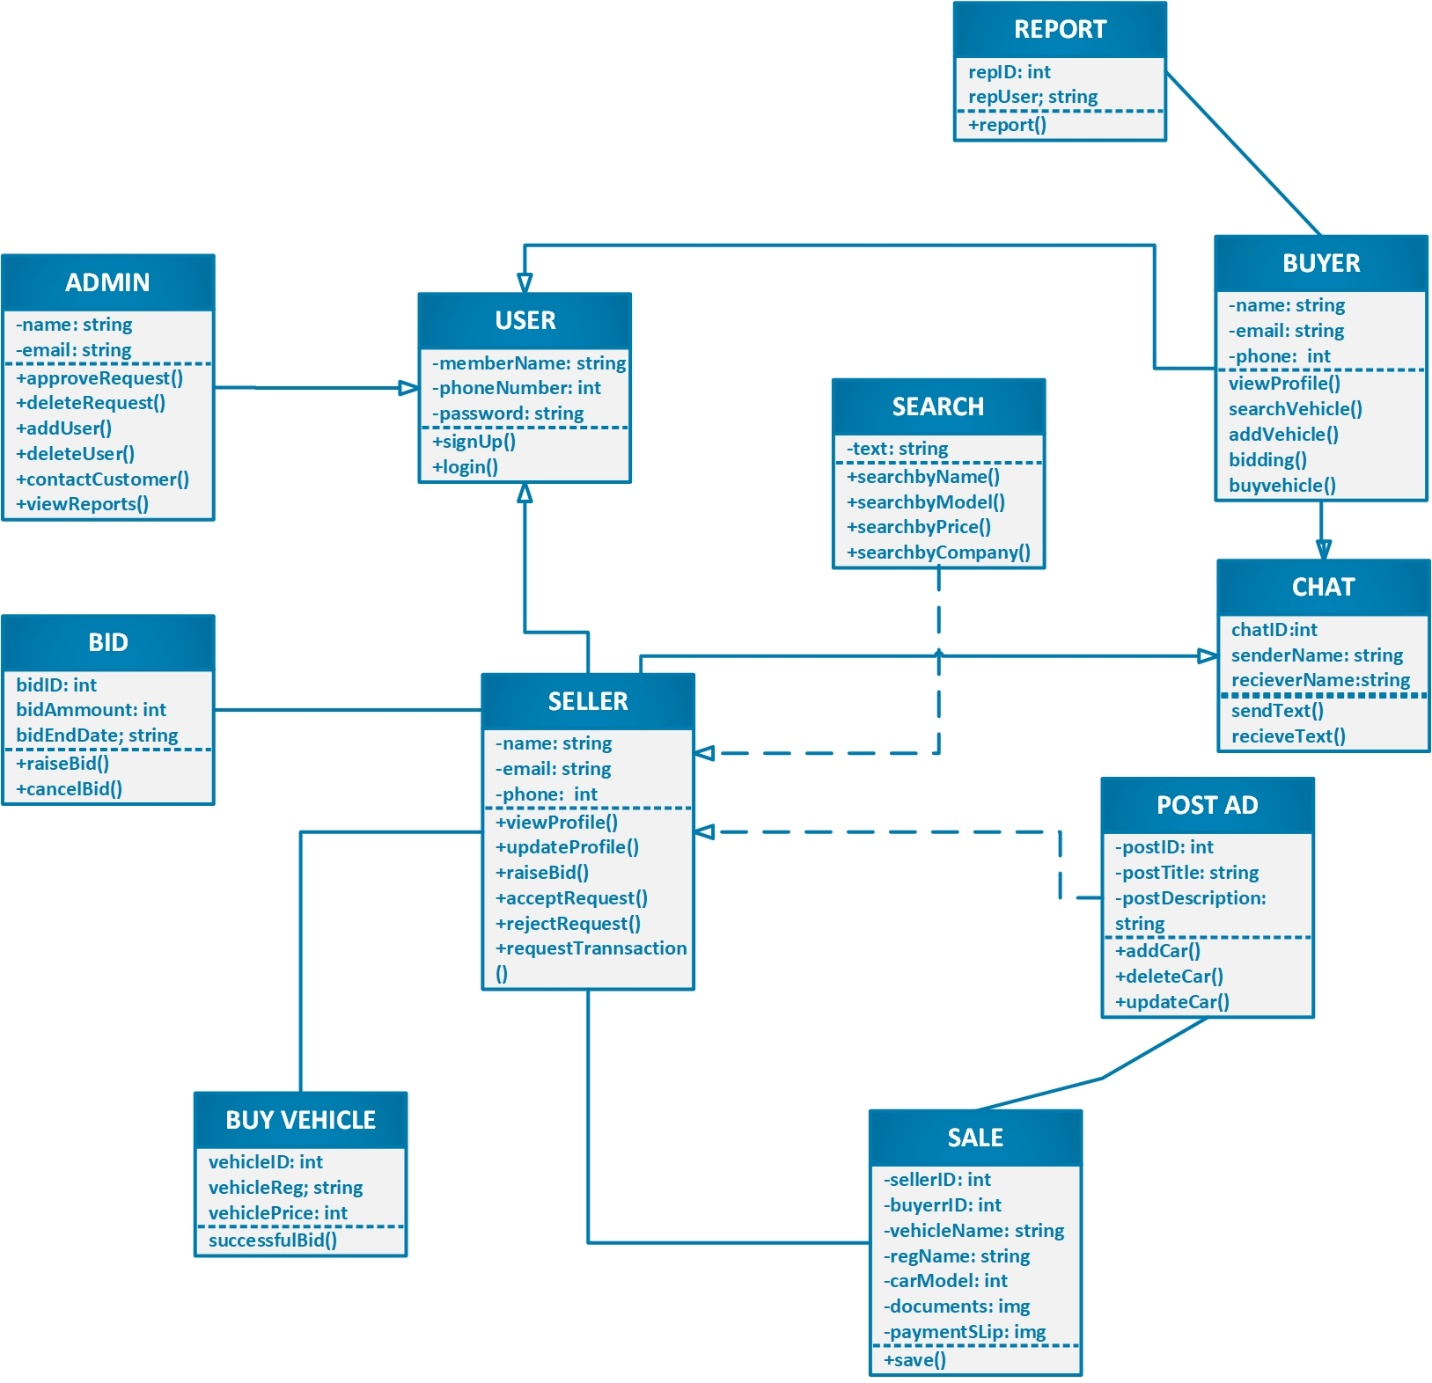 REPORT
repID: int
repUser; string
+report()
ADMIN
-name: string
-email: string
+approveRequest()
+deleteRequest()
+addUser()
+deleteUser()
+contactCustomer()
+viewReports()
USER
-memberName: string
-phoneNumber: int
-password: string
+signUp()
+login()
SEARCH
-text: string
+searchbyName()
+searchbyModel()
+searchbyPrice()
+searchbyCompany()
BUYER
-name: string
-email: string
-phone:  int
viewProfile()
searchVehicle()
addVehicle()
bidding()
buyvehicle()
BID
bidID: int
bidAmmount: int
bidEndDate; string
+raiseBid()
+cancelBid()
SELLER
-name: string
-email: string
-phone:  int
+viewProfile()
+updateProfile()
+raiseBid()
+acceptRequest()
+rejectRequest()
+requestTrannsaction
()
CHAT
chatID:int
senderName: string
recieverName:string
sendText()
recieveText()
POST AD
-postID: int
-postTitle: string
-postDescription:
string
+addCar()
+deleteCar()
+updateCar()
BUY VEHICLE
vehicleID: int
vehicleReg; string
vehiclePrice: int
successfulBid()
SALE
-sellerID: int
-buyerrID: int
-vehicleName: string
-regName: string
-carModel: int
-documents: img
-paymentSLip: img
+save()